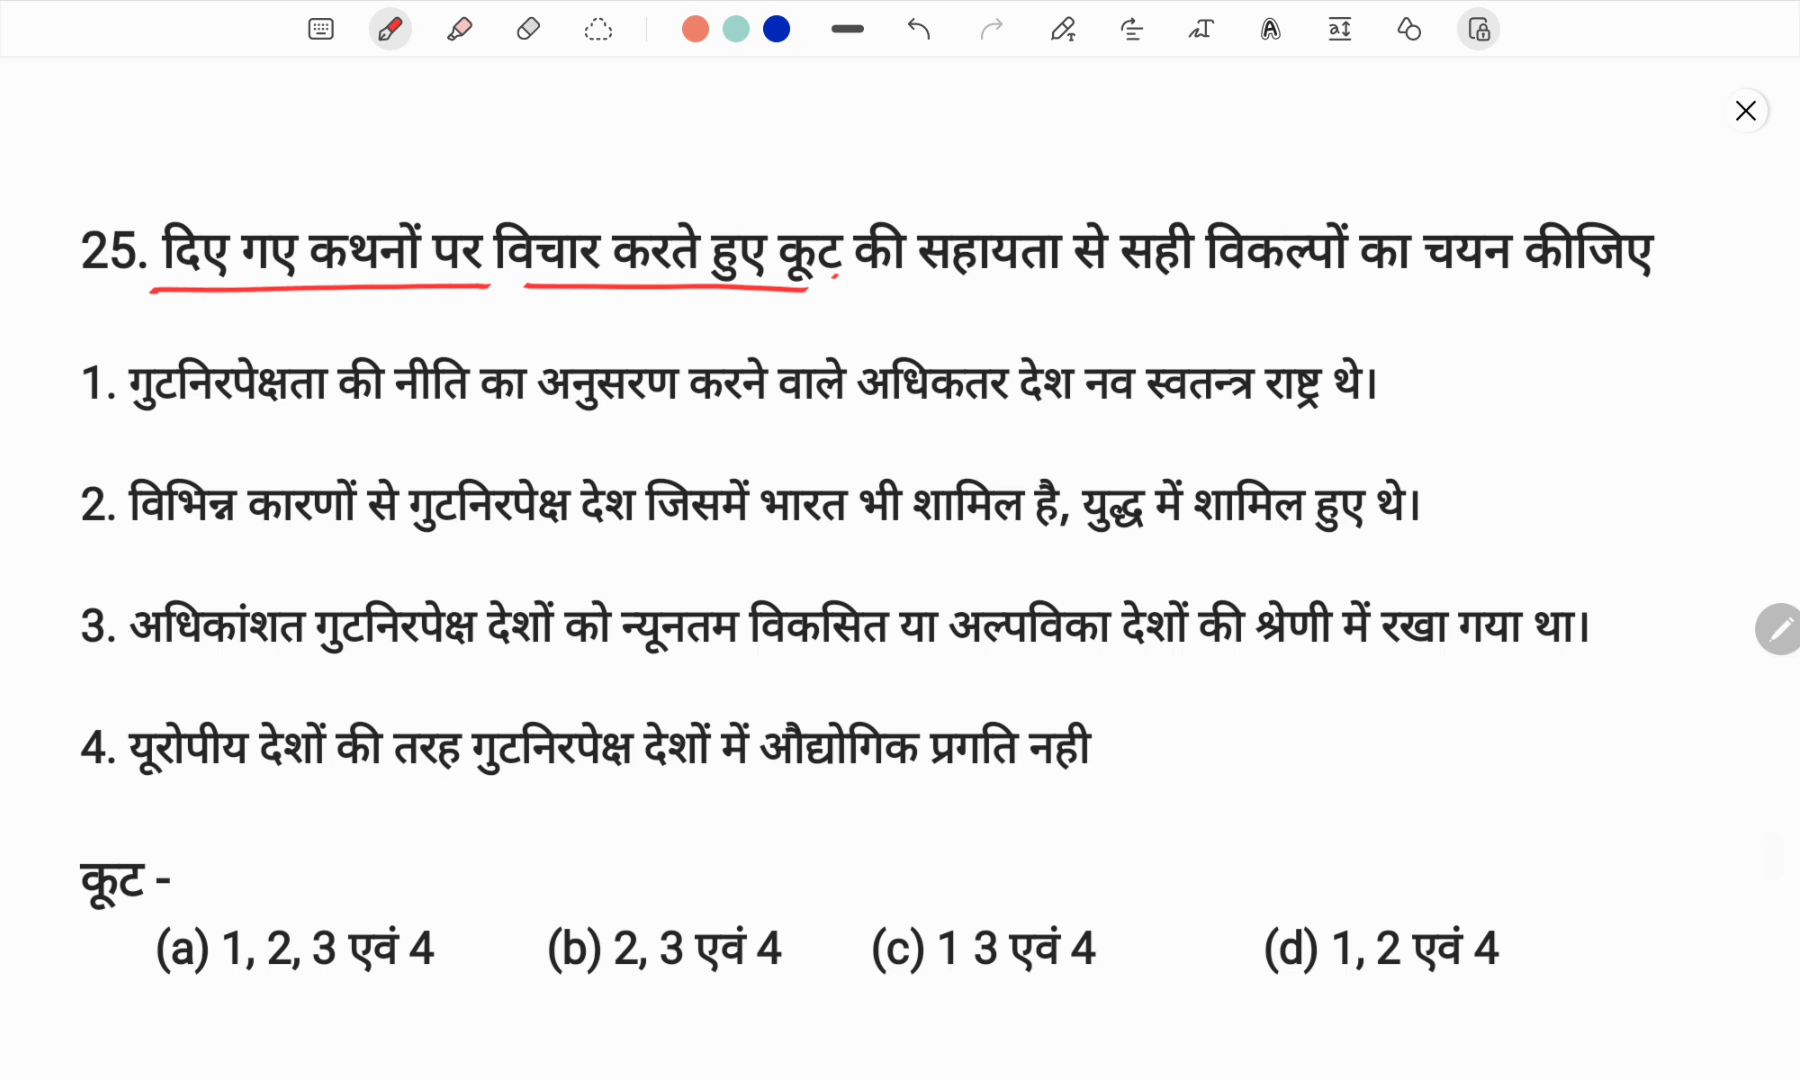 25. दिए गए कथनों पर विचार करते हुए कूट की सहायता से सही विकल्पों का चयन कीजिए
1. गुटनिरपेक्षता की नीति का अनुसरण करने वाले अधिकतर देश नव स्वतन्त्र राष्ट्र थे।
2. विभिन्न कारणों से गुटनिरपेक्ष देश जिसमें भारत भी शामिल है, युद्ध में शामिल हुए थे।
3. अधिकांशत गुटनिरपेक्ष देशों को न्यूनतम विकसित या अल्पविका देशों की श्रेणी में रखा गया था।
4. यूरोपीय देशों की तरह गुटनिरपेक्ष देशों में औद्योगिक प्रगति नही
कूट -
(a) 1, 2, 3 एवं 4 (b) 2, 3 एवं 4 (c) 1 3 एवं 4 (d) 1, 2 एवं 4